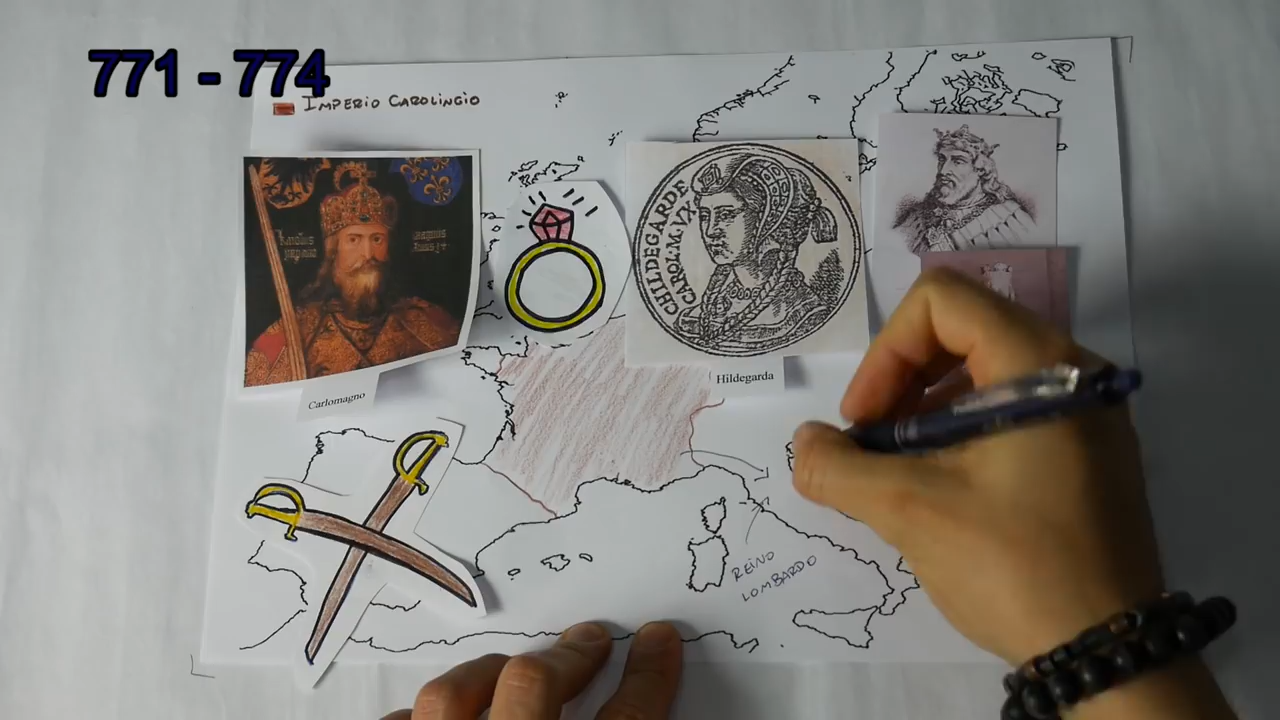 771 - 774
IMPERIO CAROLINGIO
CHILDEGARDE
CAROL.M.VX
Hildegarda
Carlomagno
REINO
LOMBARDO